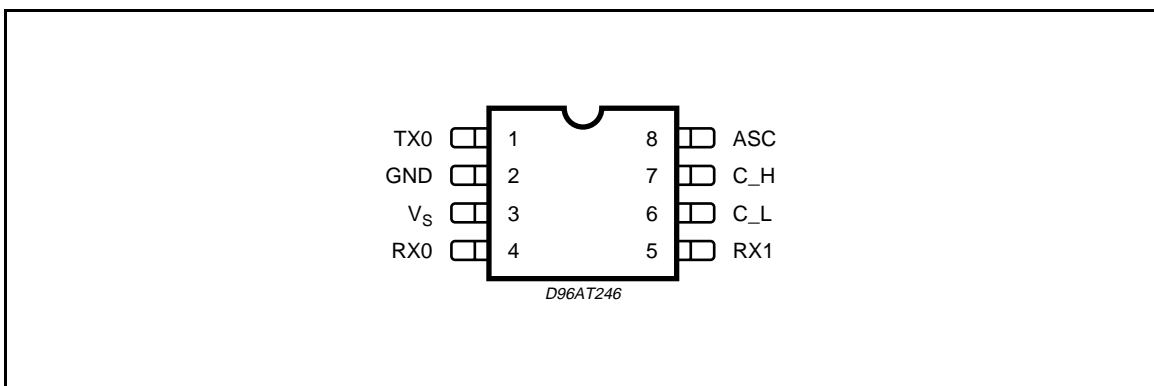 TX0 1 8 ASC
GND 2 7 C_H
VS 3 6 C_L
RX0 4 5 RX1
D96AT246